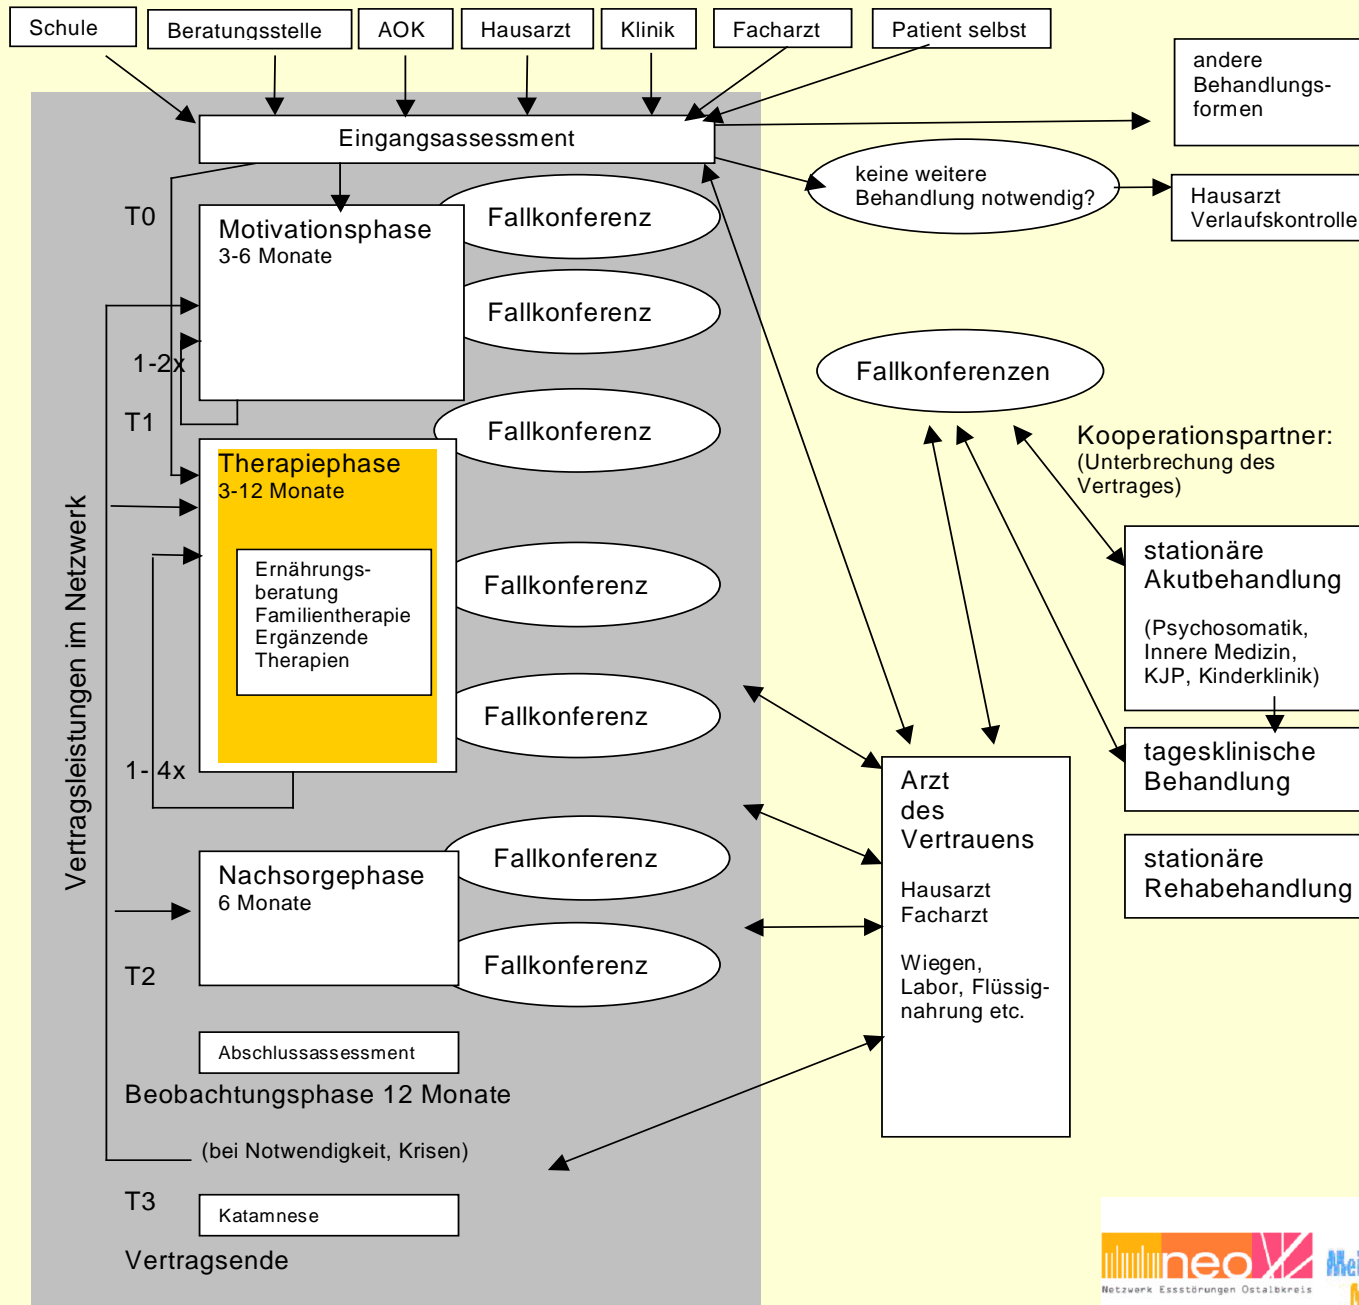 Schule
Beratungsstelle
AOK
Hausarzt
Klinik
Facharzt
Patient selbst
andere
Behandlungs-
formen
Eingangsassessment
keine weitere
Behandlung notwendig?
Hausarzt
Verlaufskontrolle
T0
Motivationsphase
3-6 Monate
Fallkonferenz
Fallkonferenz
1-2x
Fallkonferenzen
T1
Fallkonferenz
Kooperationspartner:
(Unterbrechung des
Vertrages)
Therapiephase
3-12 Monate
Vertragsleistungen im Netzwerk
Ernährungs-
beratung
Familientherapie
Ergänzende
Therapien
Fallkonferenz
Fallkonferenz
1-4x
stationäre
Akutbehandlung
(Psychosomatik,
Innere Medizin,
KJP, Kinderklinik)
tagesklinische
Behandlung
stationäre
Rehabehandlung
Arzt
des
Vertrauens
Hausarzt
Facharzt
Wiegen,
Labor, Flüssig-
nahrung etc.
Nachsorgephase
6 Monate
Fallkonferenz
Fallkonferenz
T2
Abschlussassessment
Beobachtungsphase 12 Monate
(bei Notwendigkeit, Krisen)
T3
Katamnese
Vertragsende
neo
Netzwerk Essstörungen Ostalbkreis